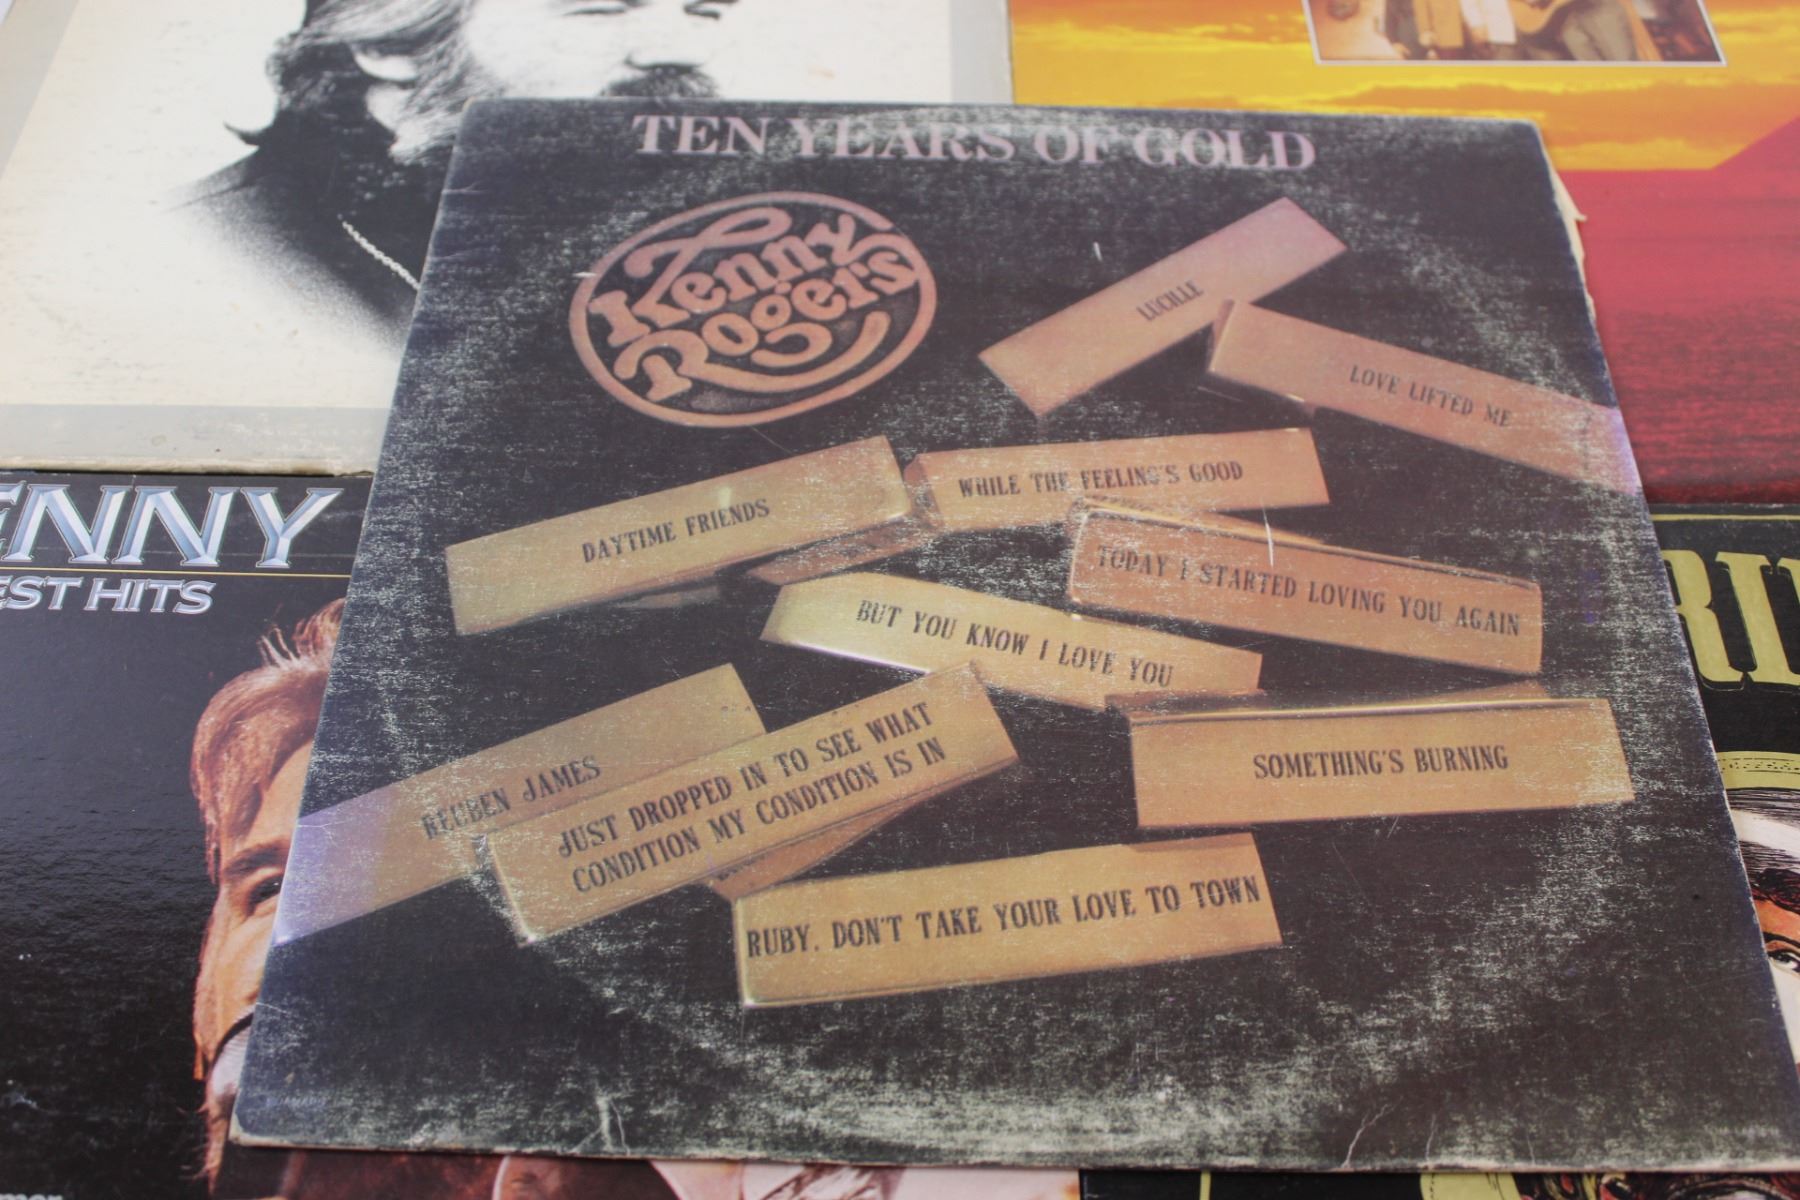 TEN YEARS OF GOLD
Kenny
Rogers
LUCILLE
LOVE LIFTED ME
WHILE THE FEELING'S GOOD
DAYTIME FRIENDS
TODAY I STARTED LOVING YOU AGAIN
BUT YOU KNOW I LOVE YOU
REUBEN JAMES
JUST DROPPED IN TO SEE WHAT
CONDITION MY CONDITION IS IN
SOMETHING'S BURNING
RUBY, DON'T TAKE YOUR LOVE TO TOWN
ENNY
EST HITS